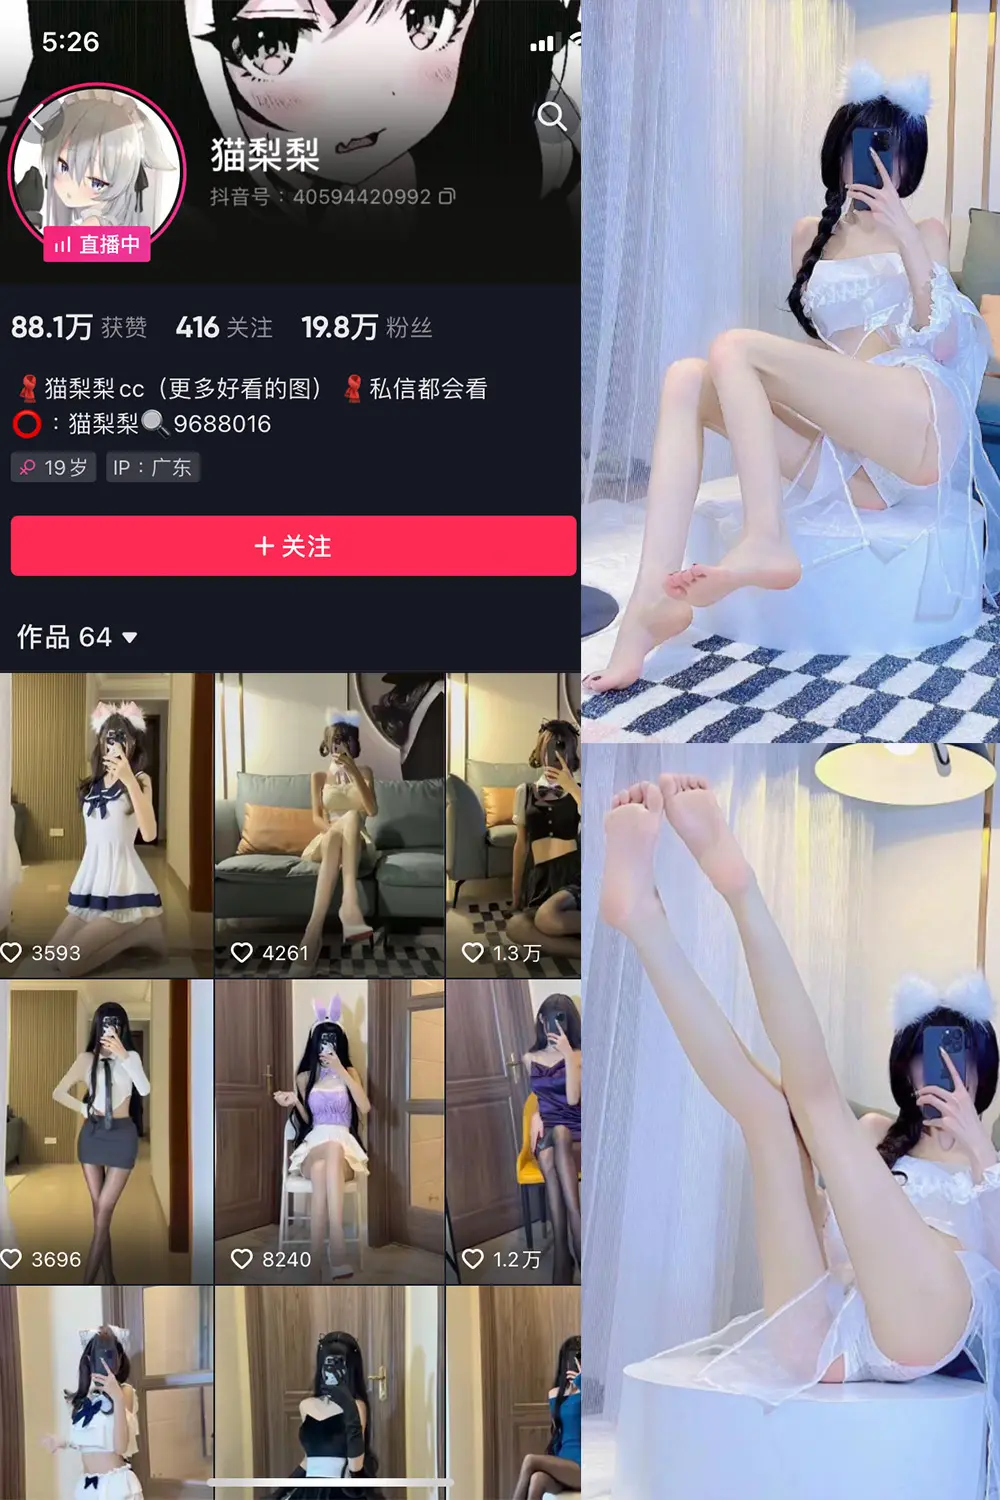 5:26
猫梨梨
抖音号：40594420992
直播中
88.1万 获赞 416 关注 19.8万 粉丝
猫梨梨cc（更多好看的图） 私信都会看
：猫梨梨 9688016
19岁 IP：广东
+ 关注
作品 64
3593 4261 1.3万
3696 8240 1.2万